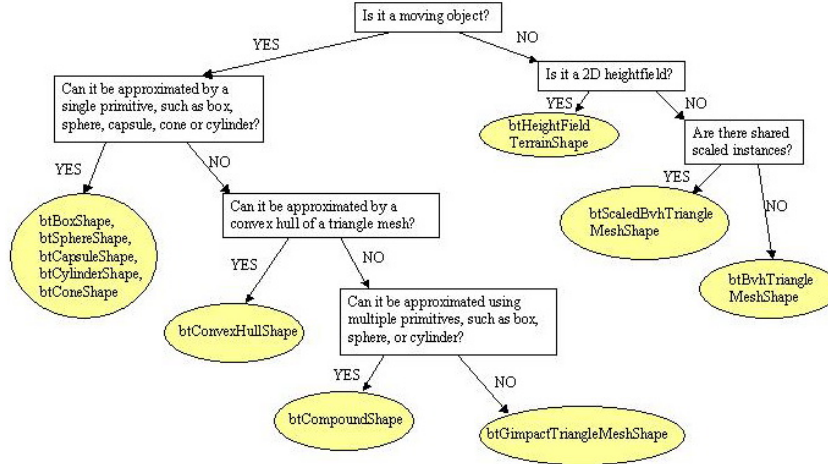 Is it a moving object?
YES
NO
Is it a 2D heightfield?
Can it be approximated by a
single primitive, such as box,
sphere, capsule, cone or cylinder?
YES
NO
btHeightField
TerrainShape
Are there shared
scaled instances?
YES
NO
btBoxShape,
btSphereShape,
btCapsuleShape,
btCylinderShape,
btConeShape
Can it be approximated by a
convex hull of a triangle mesh?
YES
NO
btScaledBvhTriangle
MeshShape
btBvhTriangle
MeshShape
YES
NO
btConvexHullShape
Can it be approximated using
multiple primitives, such as box,
sphere, or cylinder?
YES
NO
btCompoundShape
btGimpactTriangleMeshShape